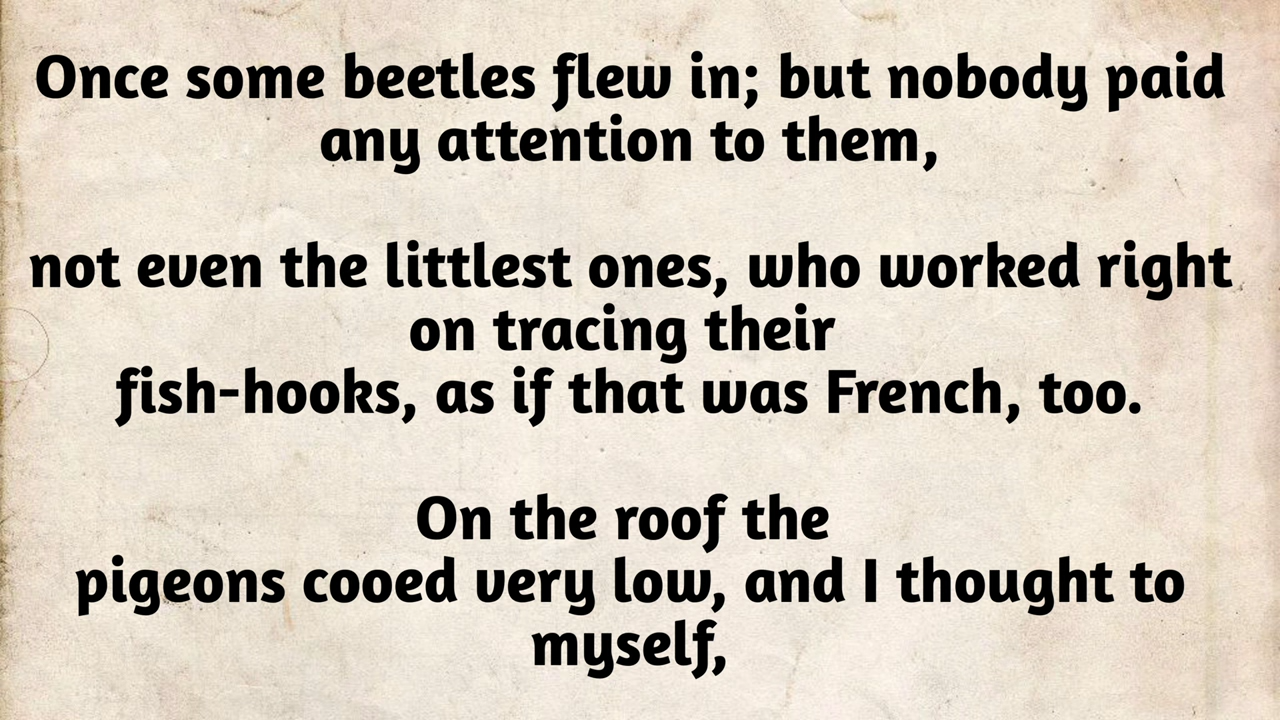 Once some beetles flew in; but nobody paid
any attention to them,
not even the littlest ones, who worked right
on tracing their
fish-hooks, as if that was French, too.
On the roof the
pigeons cooed very low, and I thought to
myself,